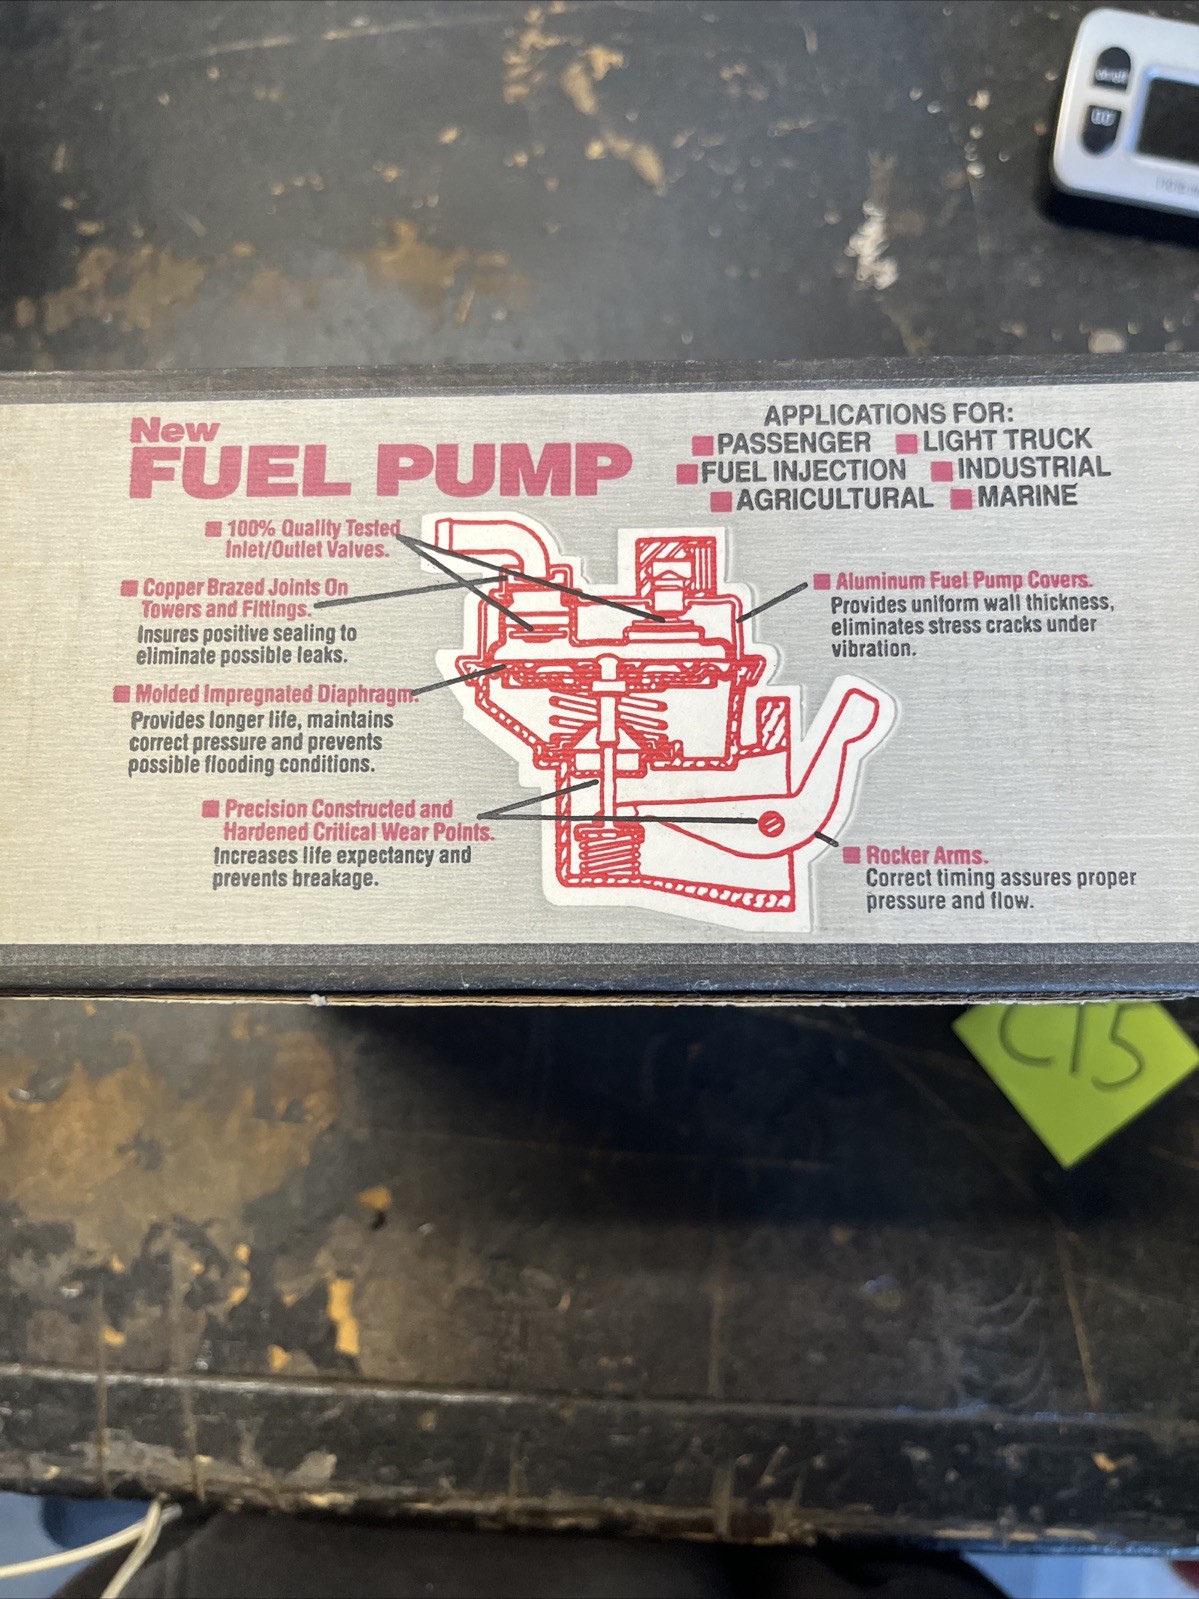 on/off
New
FUEL PUMP
APPLICATIONS FOR:
PASSENGER LIGHT TRUCK
FUEL INJECTION INDUSTRIAL
AGRICULTURAL MARINE
100% Quality Tested
Inlet/Outlet Valves.
Copper Brazed Joints On
Towers and Fittings.
Insures positive sealing to
eliminate possible leaks.
Molded Impregnated Diaphragm.
Provides longer life, maintains
correct pressure and prevents
possible flooding conditions.
Precision Constructed and
Hardened Critical Wear Points.
Increases life expectancy and
prevents breakage.
Aluminum Fuel Pump Covers.
Provides uniform wall thickness,
eliminates stress cracks under
vibration.
Rocker Arms.
Correct timing assures proper
pressure and flow.
CT5